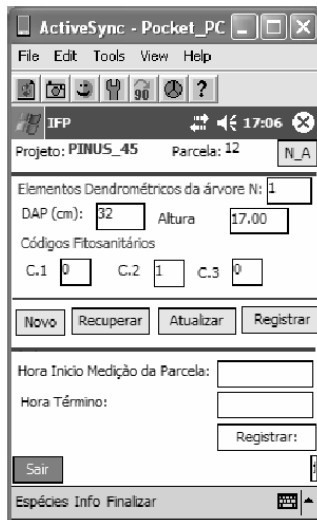 ActiveSync - Pocket_PC
File Edit Tools View Help
90 ?
IFP 17:06
Projeto: PINUS_45 Parcela: 12 N_A
Elementos Dendrométricos da árvore N: 1
DAP (cm): 32 Altura 17.00
Códigos Fitosanitários
C.1 0 C.2 1 C.3 0
Novo Recuperar Atualizar Registrar
Hora Inicio Medição da Parcela:
Hora Término:
Registrar:
Sair
Espécies Info Finalizar